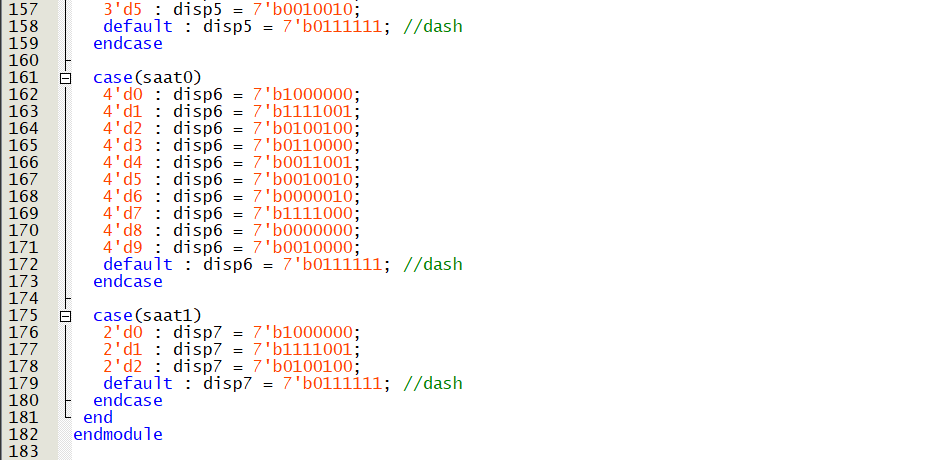 157 3'd5 : disp5 = 7'b0010010;
158 default : disp5 = 7'b0111111; //dash
159 endcase
160
161 case(saat0)
162 4'd0 : disp6 = 7'b1000000;
163 4'd1 : disp6 = 7'b1111001;
164 4'd2 : disp6 = 7'b0100100;
165 4'd3 : disp6 = 7'b0110000;
166 4'd4 : disp6 = 7'b0011001;
167 4'd5 : disp6 = 7'b0010010;
168 4'd6 : disp6 = 7'b0000010;
169 4'd7 : disp6 = 7'b1111000;
170 4'd8 : disp6 = 7'b0000000;
171 4'd9 : disp6 = 7'b0010000;
172 default : disp6 = 7'b0111111; //dash
173 endcase
174
175 case(saat1)
176 2'd0 : disp7 = 7'b1000000;
177 2'd1 : disp7 = 7'b1111001;
178 2'd2 : disp7 = 7'b0100100;
179 default : disp7 = 7'b0111111; //dash
180 endcase
181 end
182 endmodule
183